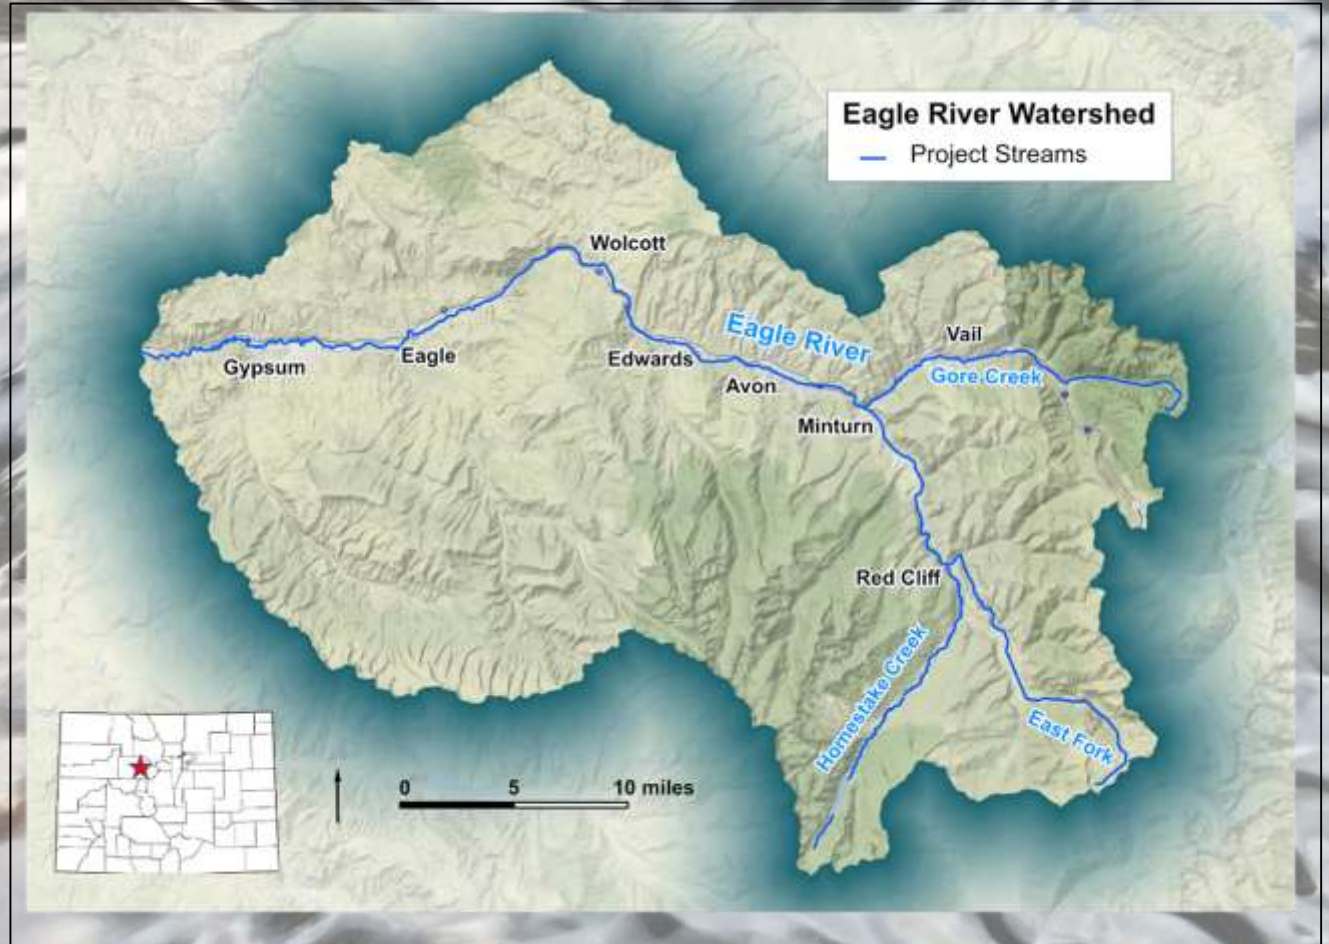 Eagle River Watershed
Project Streams
Wolcott
Eagle River
Vail
Gore Creek
Gypsum
Eagle
Edwards
Avon
Minturn
Red Cliff
Homestake Creek
East Fork
0 5 10 miles